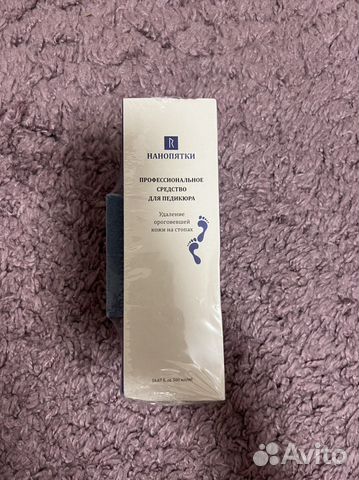 R
НАНОПЯТКИ
ПРОФЕССИОНАЛЬНОЕ
СРЕДСТВО
ДЛЯ ПЕДИКЮРА
Удаление
ороговевшей
кожи на стопах
Avito